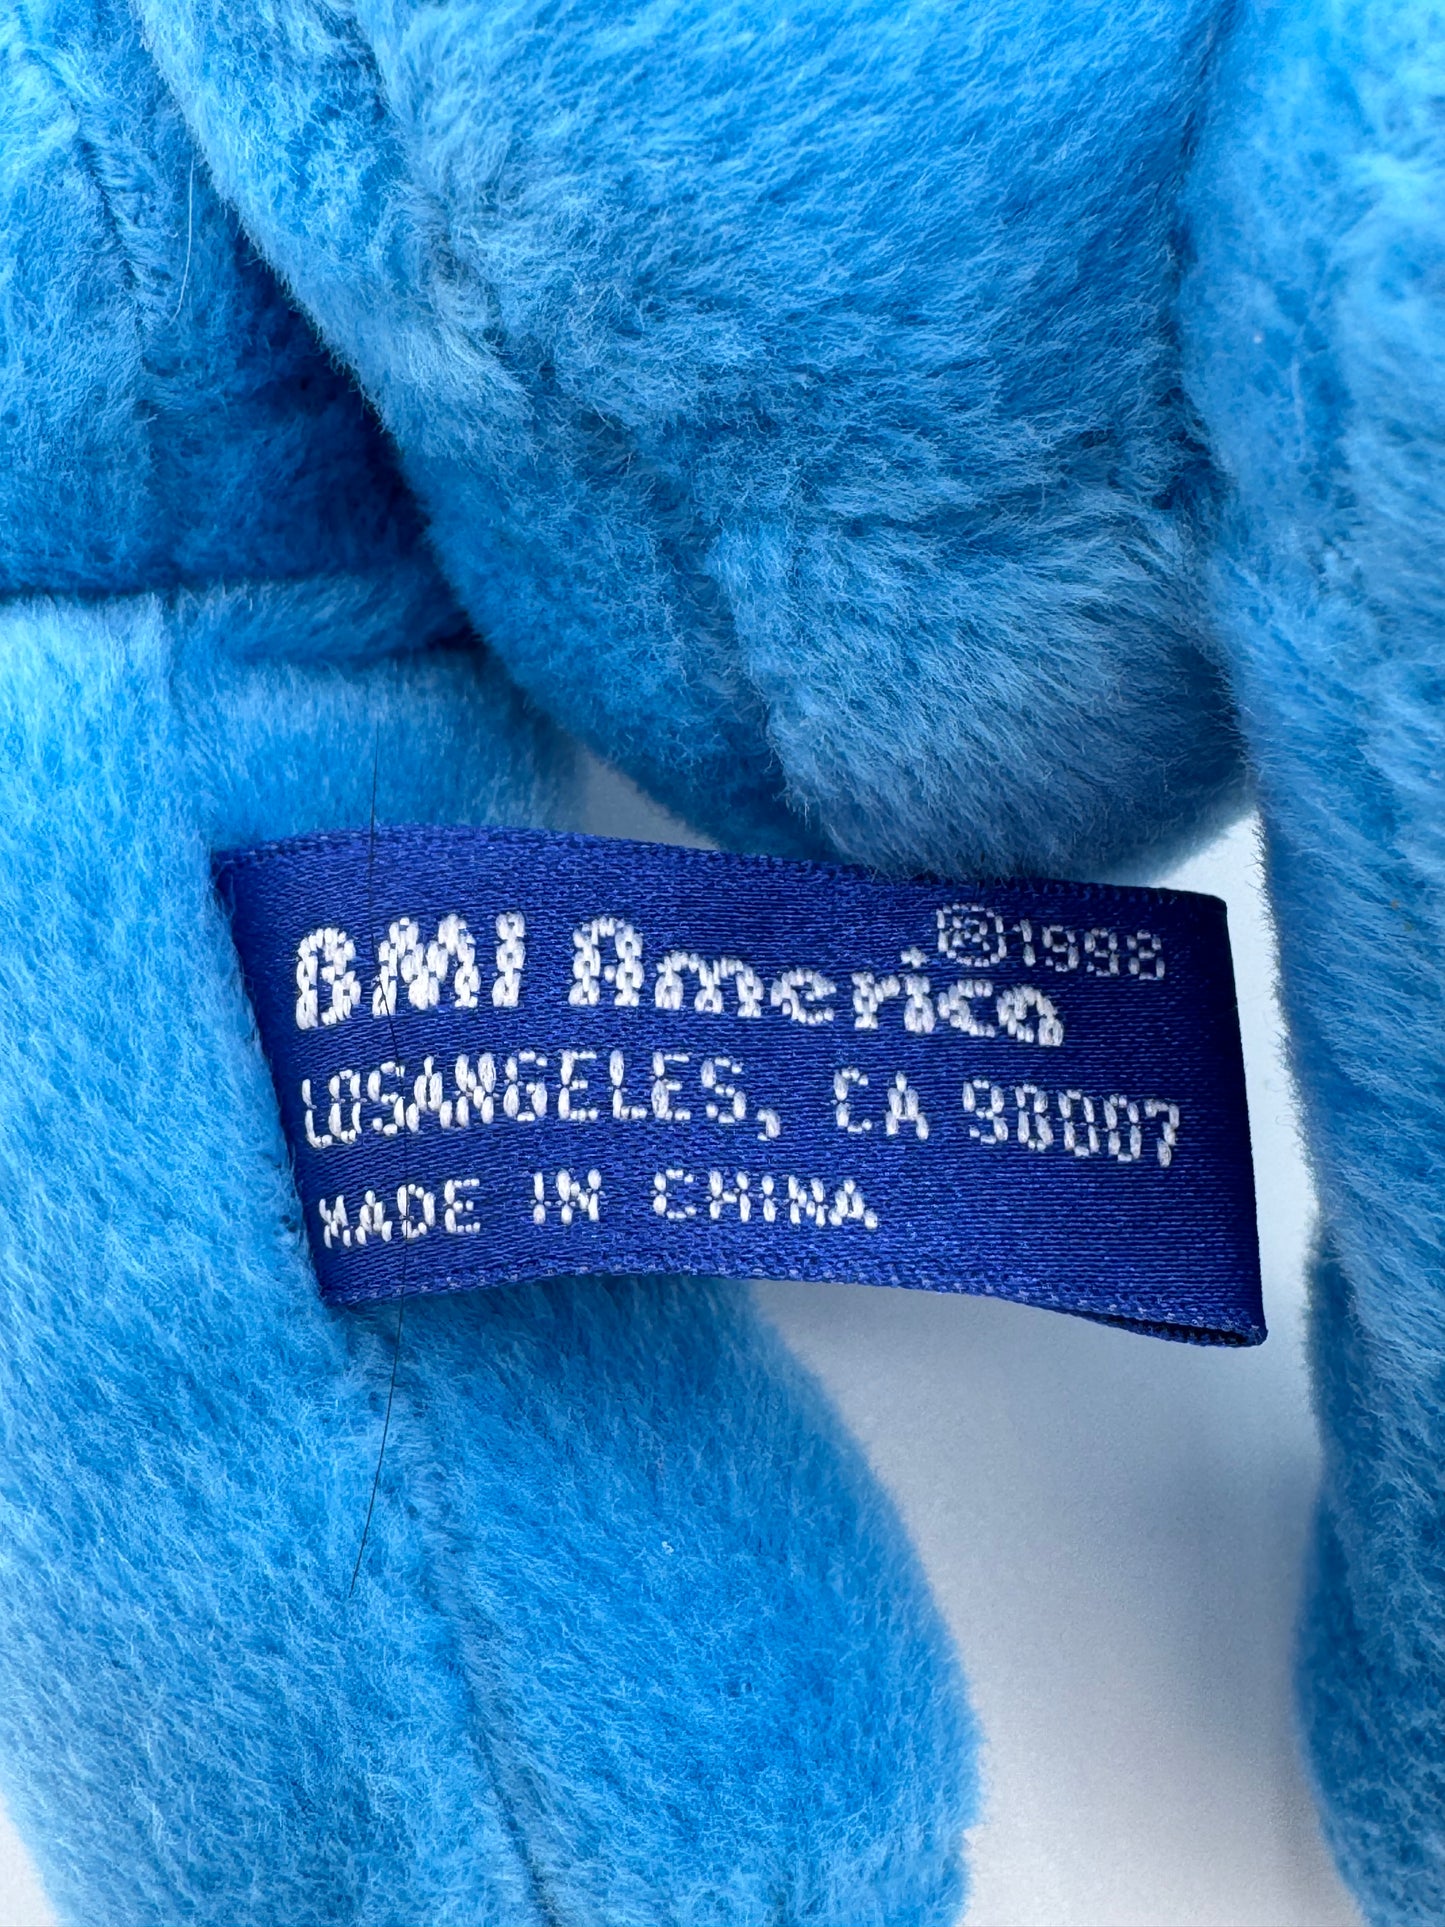 BMI America ®1998
LOSANGELES, CA 90007
MADE IN CHINA